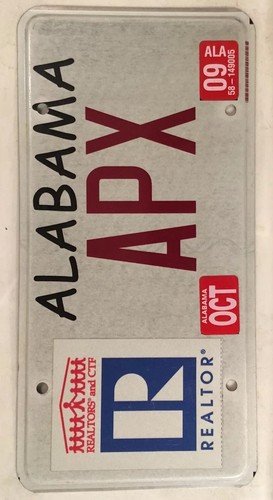 ALABAMA
APX
REALTORS® and CTF
R
REALTOR®
ALABAMA
OCT
ALA
09
58-149005